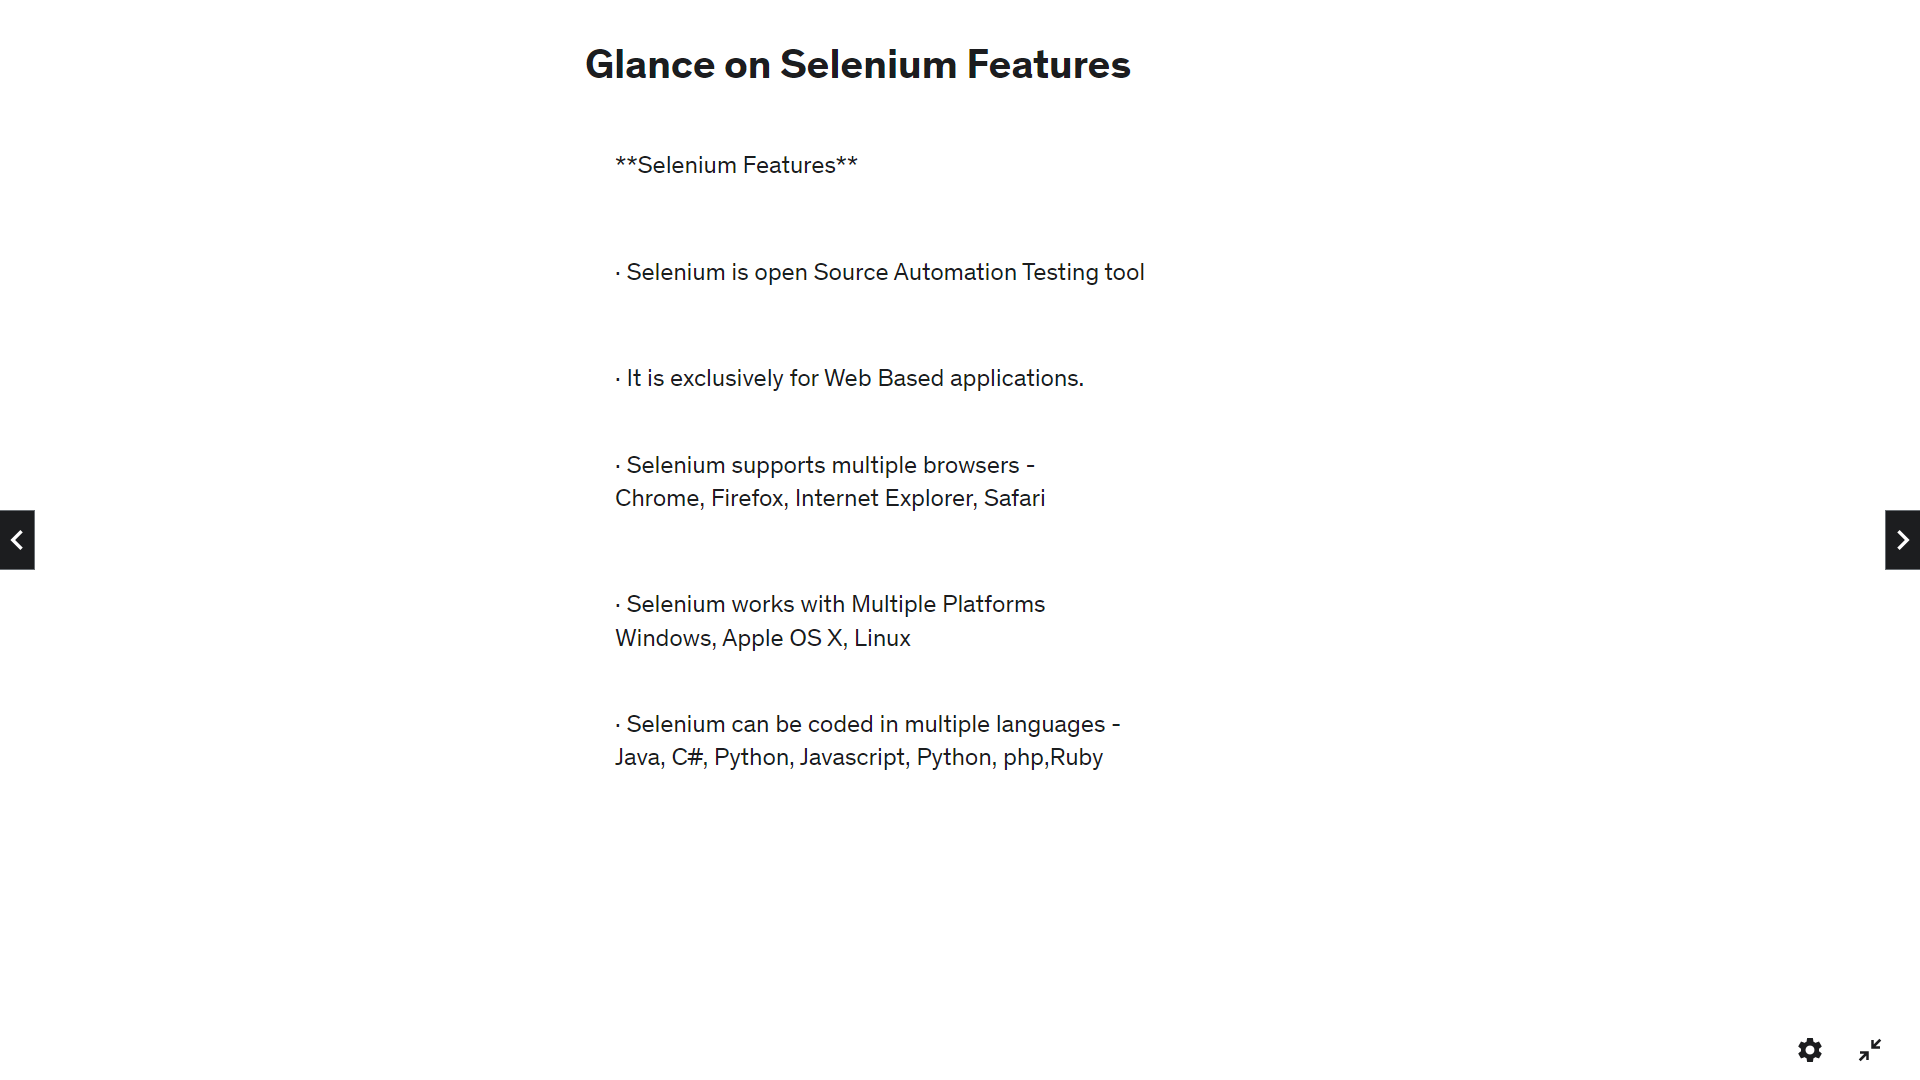 Glance on Selenium Features
**Selenium Features**
· Selenium is open Source Automation Testing tool
· It is exclusively for Web Based applications.
· Selenium supports multiple browsers -
Chrome, Firefox, Internet Explorer, Safari
· Selenium works with Multiple Platforms
Windows, Apple OS X, Linux
· Selenium can be coded in multiple languages -
Java, C#, Python, Javascript, Python, php,Ruby